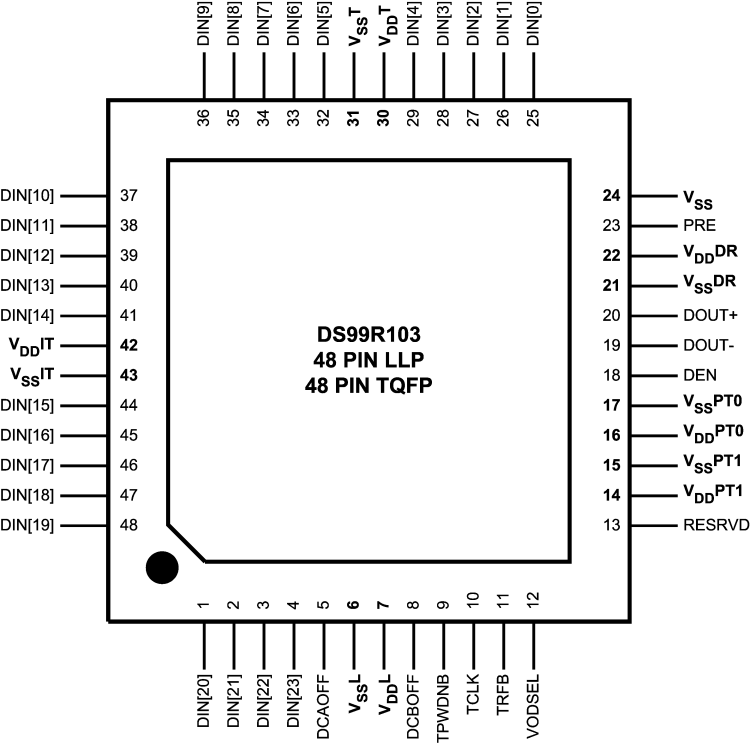 DIN[9] DIN[8] DIN[7] DIN[6] DIN[5] VSST VDDT DIN[4] DIN[3] DIN[2] DIN[1] DIN[0]
36 35 34 33 32 31 30 29 28 27 26 25
DIN[10] 37
DIN[11] 38
DIN[12] 39
DIN[13] 40
DIN[14] 41
VDDIT 42
VSSIT 43
DIN[15] 44
DIN[16] 45
DIN[17] 46
DIN[18] 47
DIN[19] 48
DS99R103
48 PIN LLP
48 PIN TQFP
24 VSS
23 PRE
22 VDDDR
21 VSSDR
20 DOUT+
19 DOUT-
18 DEN
17 VSSPT0
16 VDDPT0
15 VSSPT1
14 VDDPT1
13 RESRVD
1 2 3 4 5 6 7 8 9 10 11 12
DIN[20] DIN[21] DIN[22] DIN[23] DCAOFF VSSL VDDL DCBOFF TPWDNB TCLK TRFB VODSEL